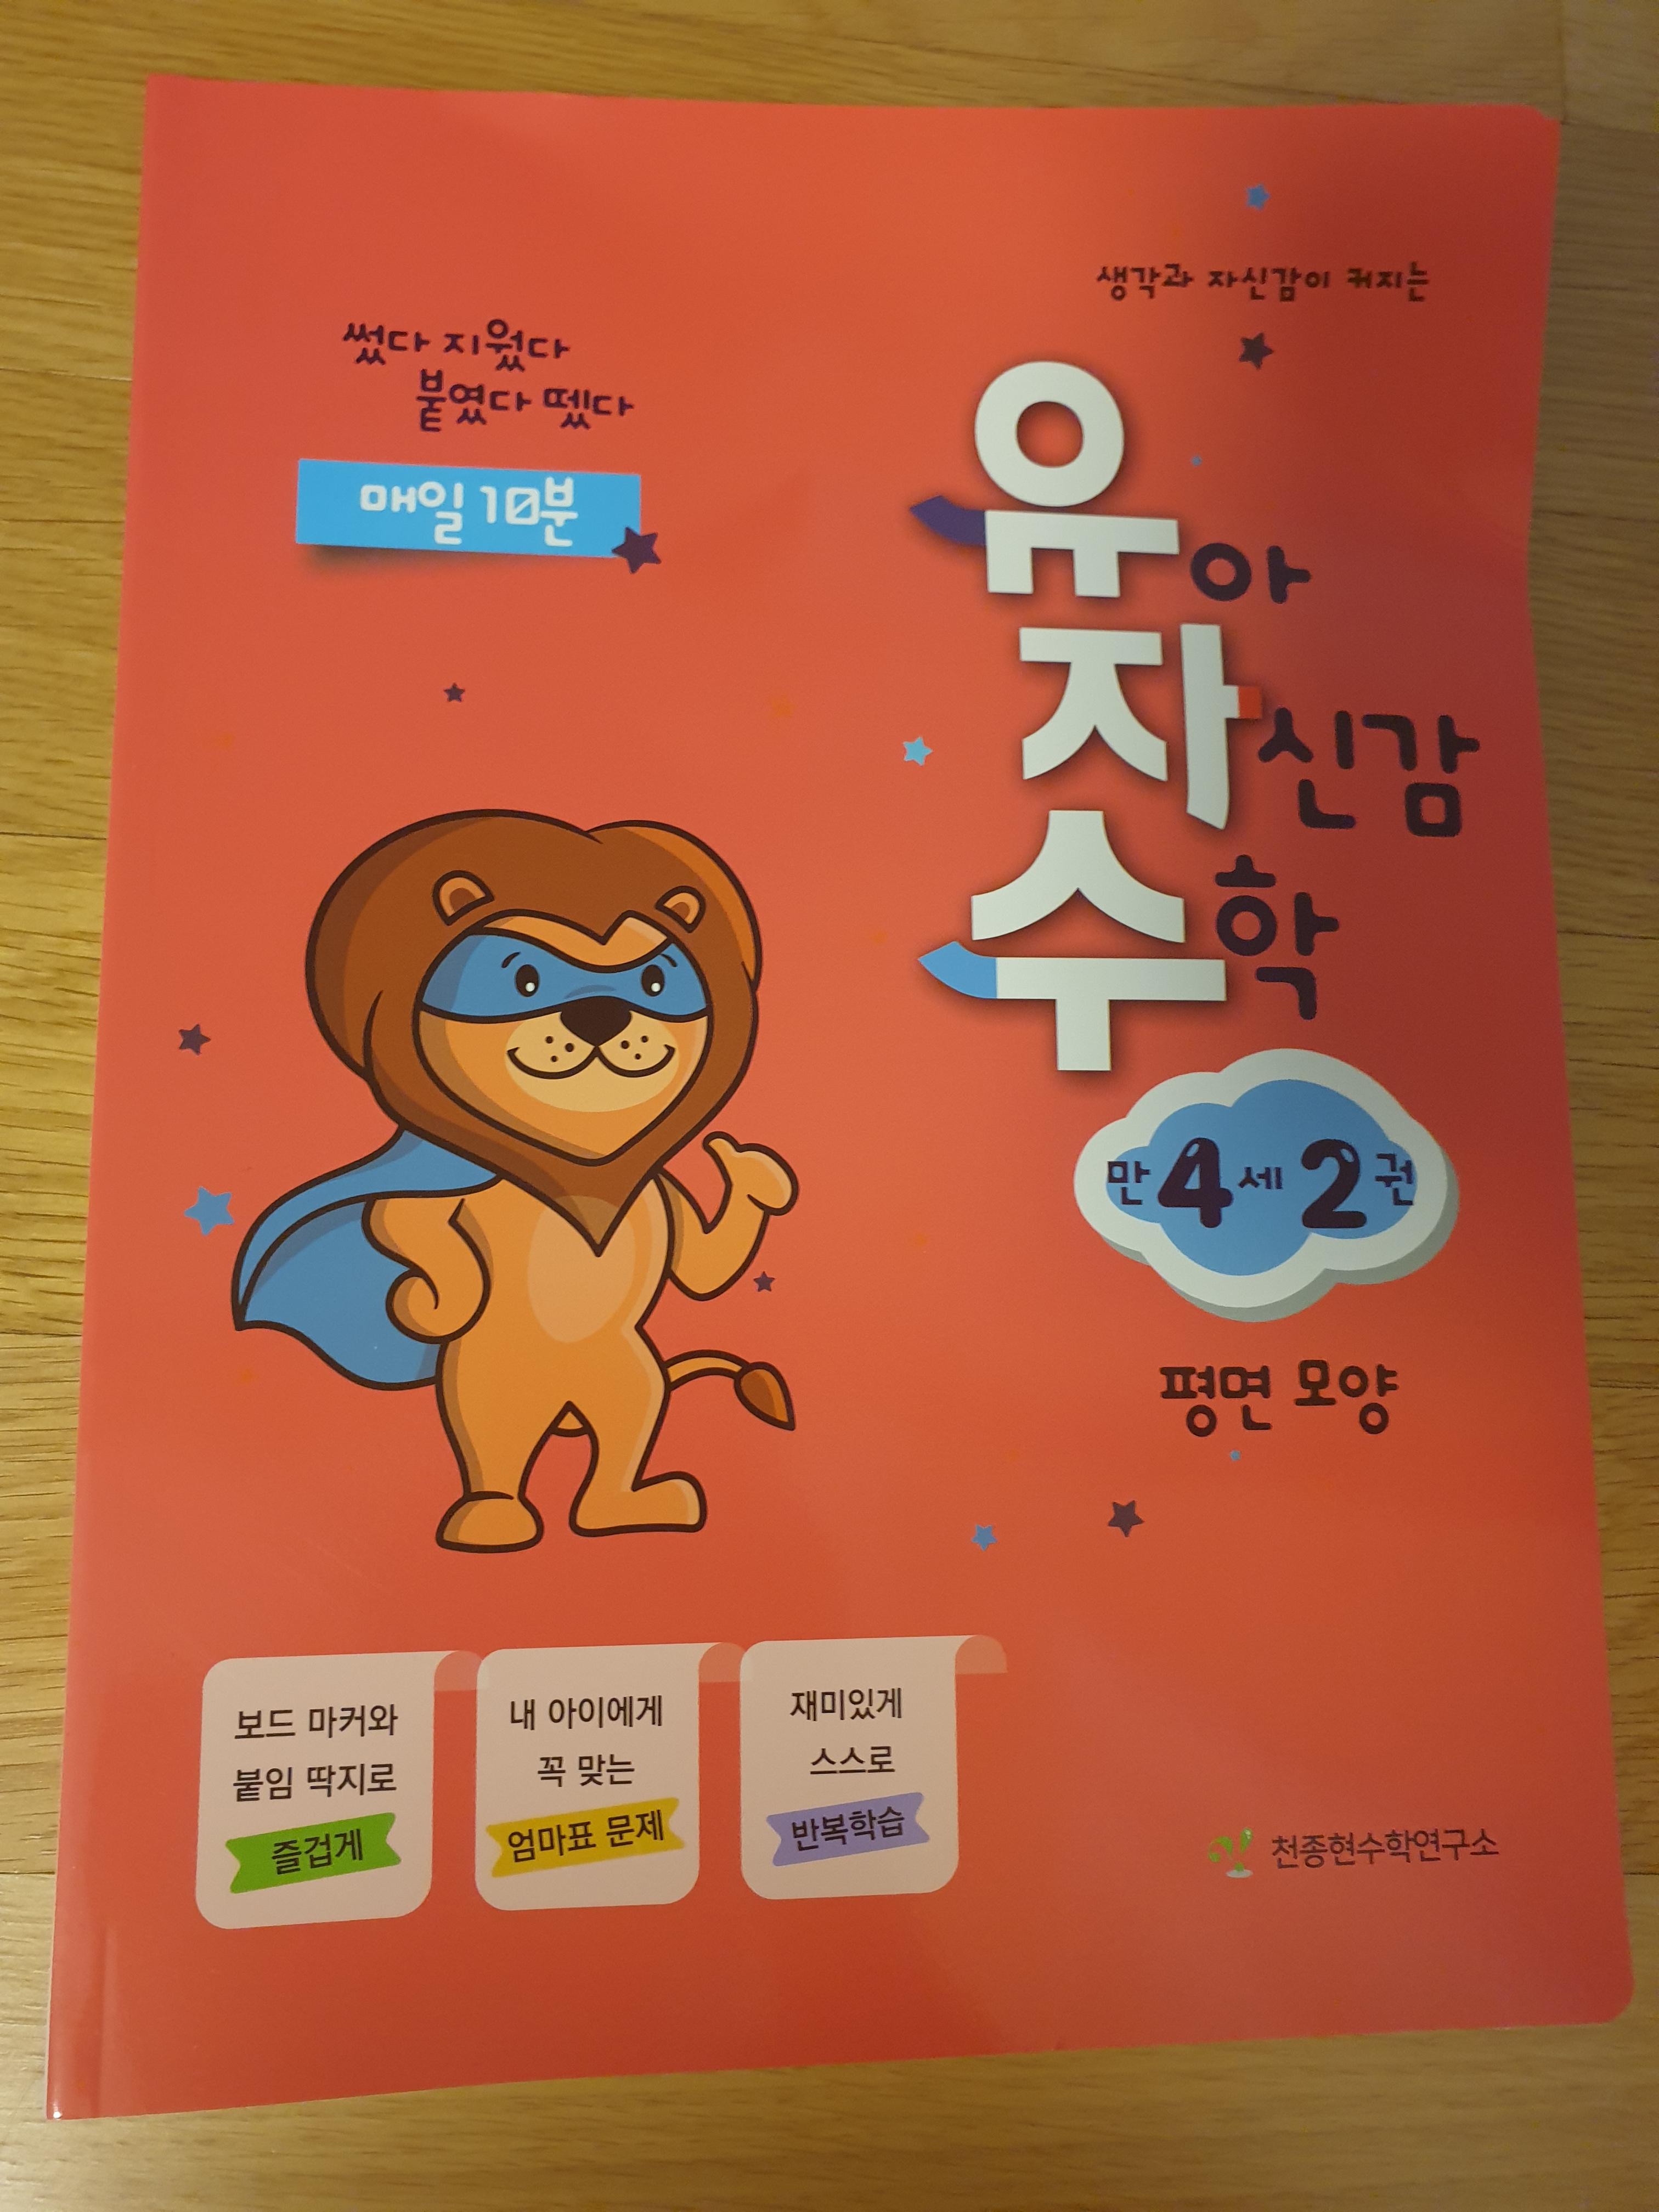 생각과 자신감이 커지는
썼다 지웠다
붙였다 뗐다
매일 10분
유아
자신감
수학
만 4세 2권
평면 모양
보드 마커와
붙임 딱지로
즐겁게
내 아이에게
꼭 맞는
엄마표 문제
재미있게
스스로
반복학습
천종현수학연구소